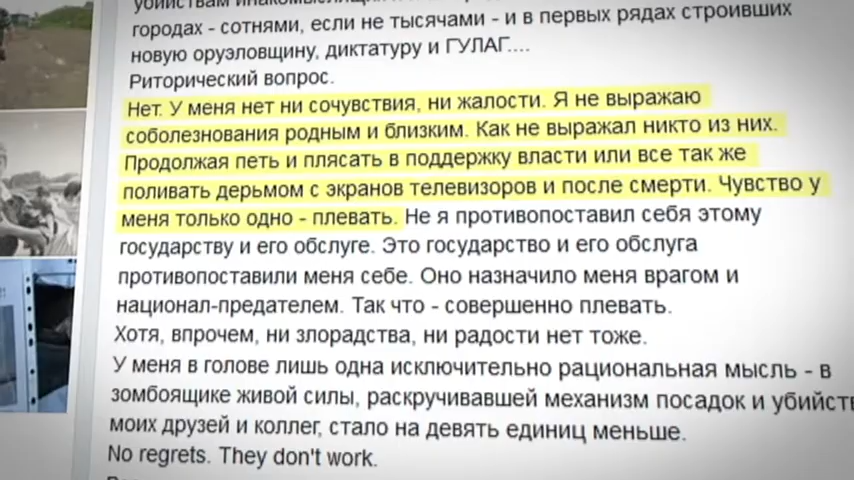 убийствам инакомыслящих
городах - сотнями, если не тысячами - и в первых рядах строивших
новую оруэловщину, диктатуру и ГУЛАГ....
Риторический вопрос.
Нет. У меня нет ни сочувствия, ни жалости. Я не выражаю
соболезнования родным и близким. Как не выражал никто из них.
Продолжая петь и плясать в поддержку власти или все так же
поливать дерьмом с экранов телевизоров и после смерти. Чувство у
меня только одно - плевать. Не я противопоставил себя этому
государству и его обслуге. Это государство и его обслуга
противопоставили меня себе. Оно назначило меня врагом и
национал-предателем. Так что - совершенно плевать.
Хотя, впрочем, ни злорадства, ни радости нет тоже.
У меня в голове лишь одна исключительно рациональная мысль - в
зомбоящике живой силы, раскручивавшей механизм посадок и убийств
моих друзей и коллег, стало на девять единиц меньше.
No regrets. They don't work.